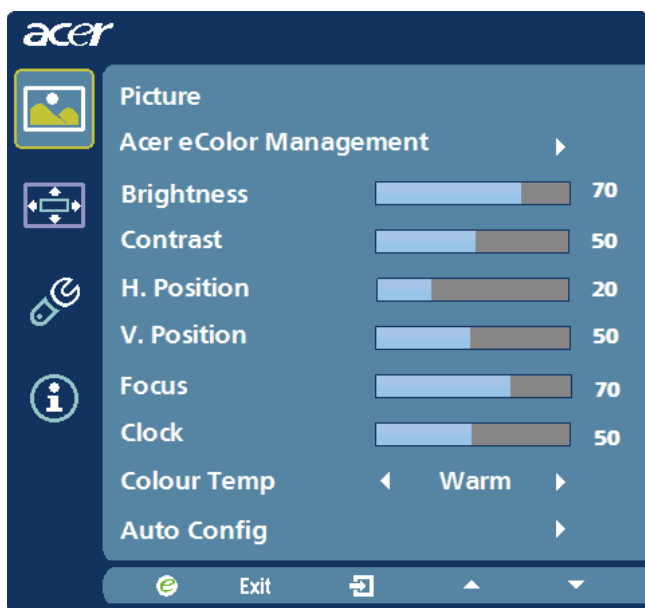 acer
Picture
Acer eColor Management
Brightness 70
Contrast 50
H. Position 20
V. Position 50
Focus 70
Clock 50
Colour Temp Warm
Auto Config
e Exit